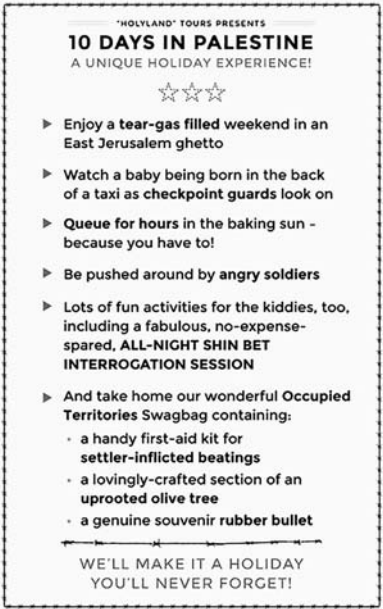 "HOLYLAND" TOURS PRESENTS
10 DAYS IN PALESTINE
A UNIQUE HOLIDAY EXPERIENCE!
Enjoy a tear-gas filled weekend in an
East Jerusalem ghetto
Watch a baby being born in the back
of a taxi as checkpoint guards look on
Queue for hours in the baking sun –
because you have to!
Be pushed around by angry soldiers
Lots of fun activities for the kiddies, too,
including a fabulous, no-expense-
spared, ALL-NIGHT SHIN BET
INTERROGATION SESSION
And take home our wonderful Occupied
Territories Swagbag containing:
• a handy first-aid kit for
settler-inflicted beatings
• a lovingly-crafted section of an
uprooted olive tree
• a genuine souvenir rubber bullet
WE'LL MAKE IT A HOLIDAY
YOU'LL NEVER FORGET!